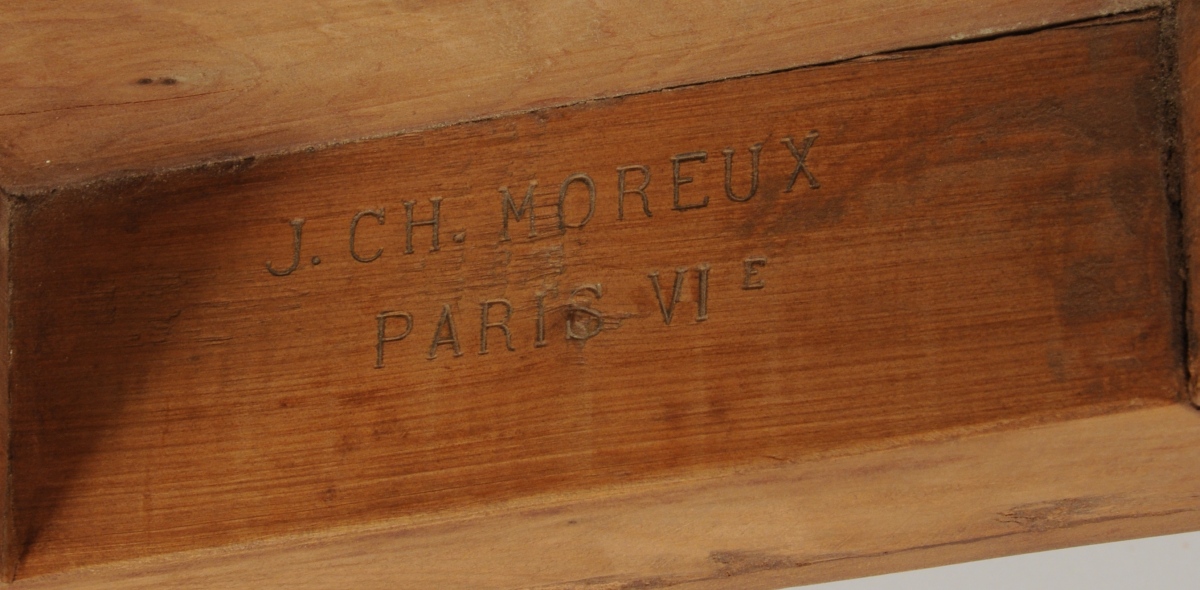 J. CH. MOREUX
PARIS VIE